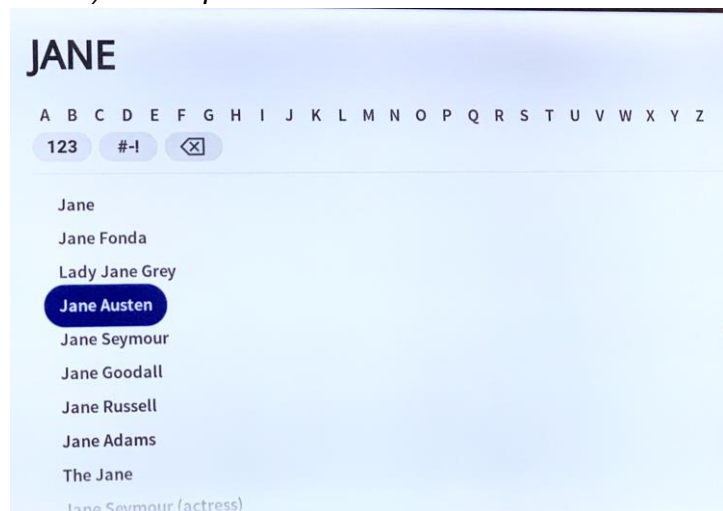 JANE
A B C D E F G H I J K L M N O P Q R S T U V W X Y Z
123 #-!
Jane
Jane Fonda
Lady Jane Grey
Jane Austen
Jane Seymour
Jane Goodall
Jane Russell
Jane Adams
The Jane
Jane Seymour (actress)